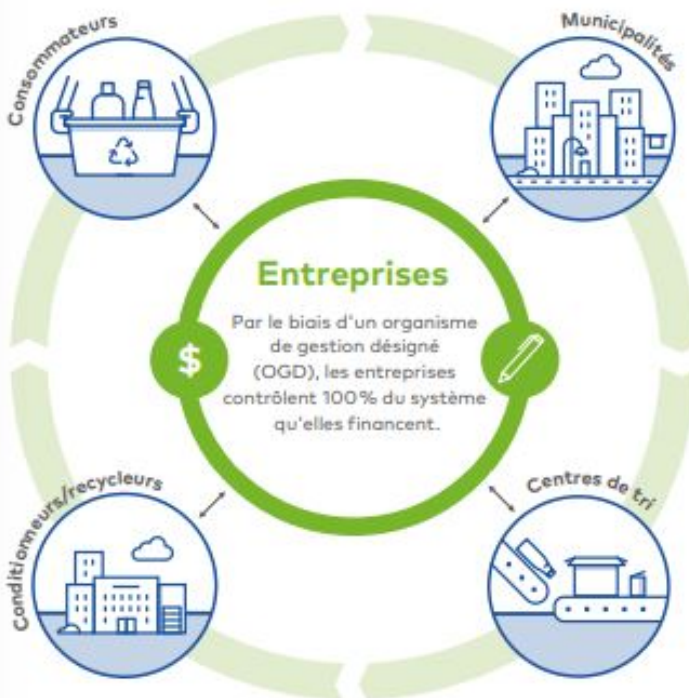 Consommateurs
Municipalités
Entreprises
Par le biais d'un organisme
de gestion désigné
(OGD), les entreprises
contrôlent 100 % du système
qu'elles financent.
$
Conditionneurs/recycleurs
Centres de tri